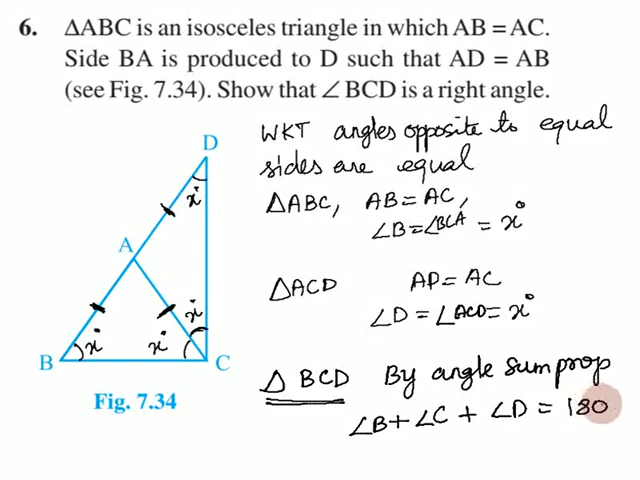 6. ΔABC is an isosceles triangle in which AB = AC.
Side BA is produced to D such that AD = AB
(see Fig. 7.34). Show that ∠ BCD is a right angle.
WKT angles opposite to equal
sides are equal
ΔABC, AB = AC,
∠B = ∠BCA = x°
ΔACD AD = AC
∠D = ∠ACD = x°
Δ BCD By angle sum prop
∠B + ∠C + ∠D = 180
D
x°
A
x°
x°
x°
B
C
Fig. 7.34